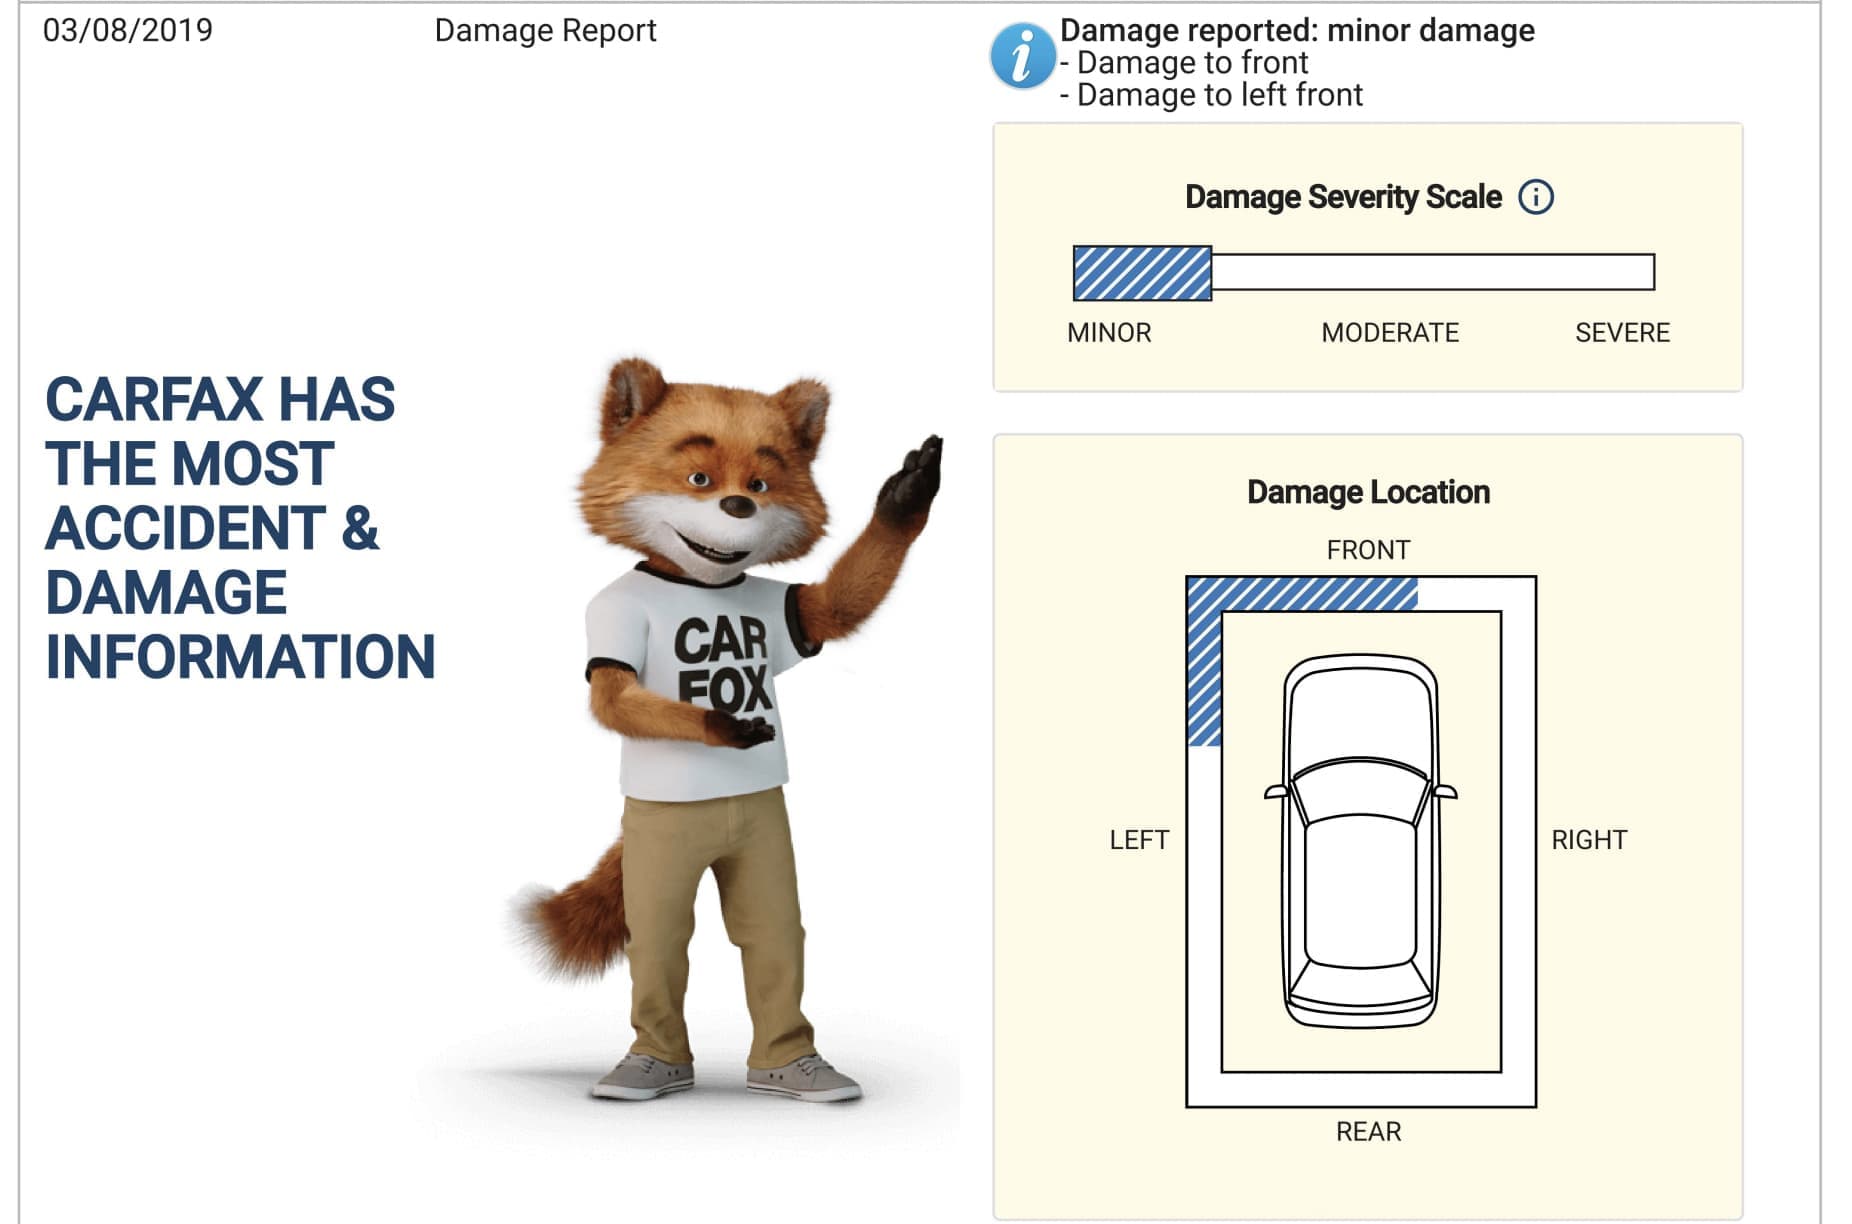 03/08/2019
Damage Report
Damage reported: minor damage
- Damage to front
- Damage to left front
Damage Severity Scale
MINOR
MODERATE
SEVERE
CARFAX HAS
THE MOST
ACCIDENT &
DAMAGE
INFORMATION
CAR
FOX
Damage Location
FRONT
LEFT
RIGHT
REAR